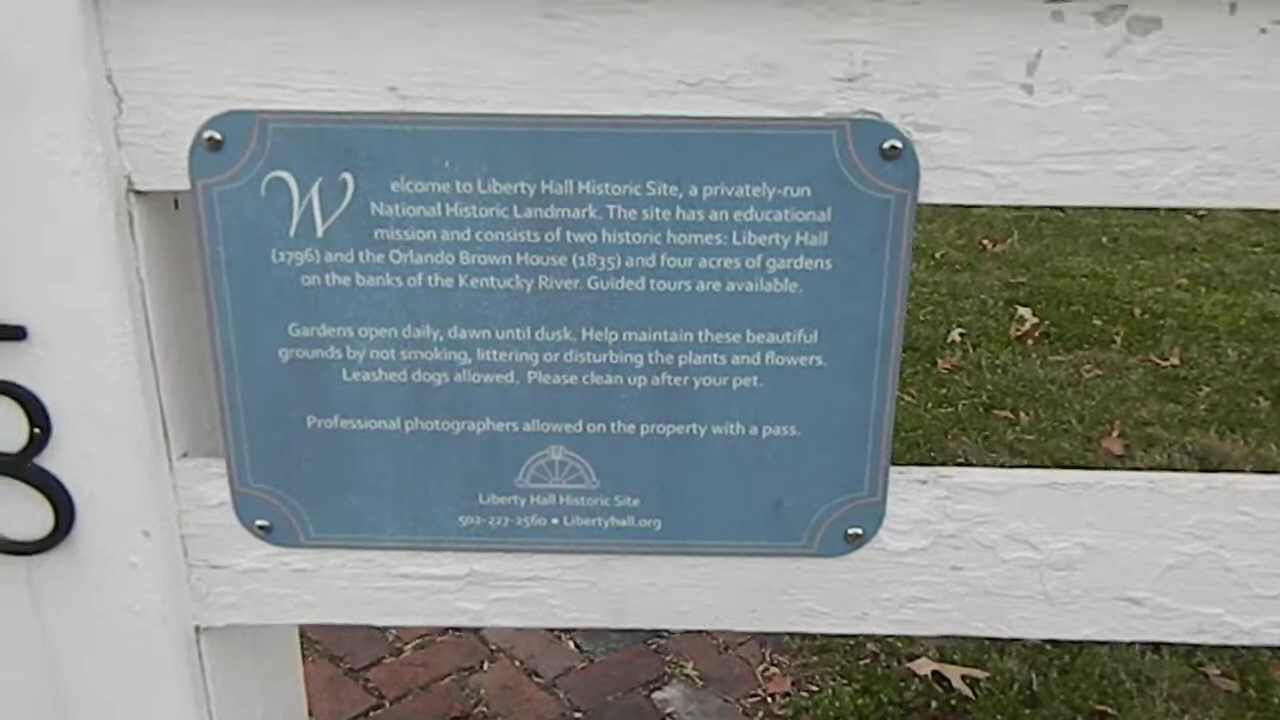 Welcome to Liberty Hall Historic Site, a privately-run
National Historic Landmark. The site has an educational
mission and consists of two historic homes: Liberty Hall
(1796) and the Orlando Brown House (1835) and four acres of gardens
on the banks of the Kentucky River. Guided tours are available.
Gardens open daily, dawn until dusk. Help maintain these beautiful
grounds by not smoking, littering or disturbing the plants and flowers.
Leashed dogs allowed. Please clean up after your pet.
Professional photographers allowed on the property with a pass.
Liberty Hall Historic Site
502-227-2560 ▪ Libertyhall.org